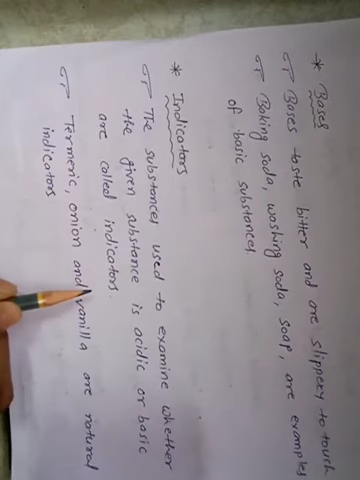 * Bases
Bases taste bitter and are slippery to touch
Baking soda, washing soda, soap, are examples
of basic substances.
* Indicators
The substances used to examine whether
the given substance is acidic or basic
are called indicators.
Termeric, onion and vanilla are natural
indicators